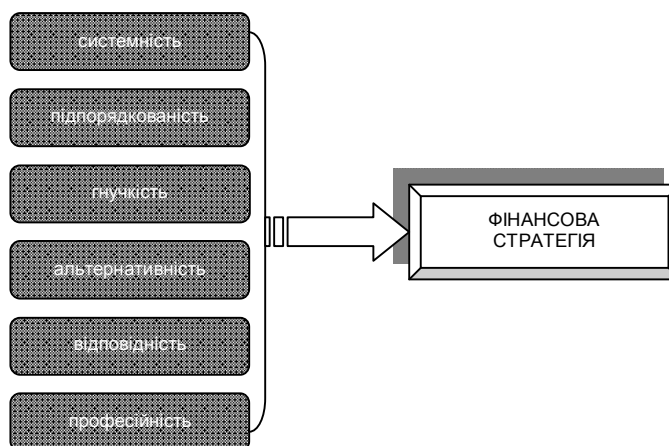 системність
підпорядкованість
гнучкість
альтернативність
відповідність
професійність
ФІНАНСОВА
СТРАТЕГІЯ